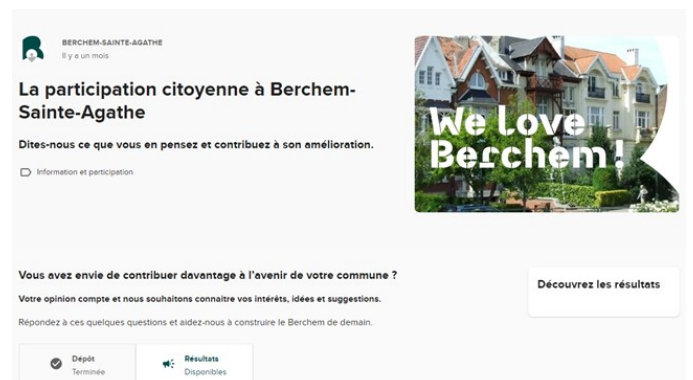 BERCHEM-SAINTE-AGATHE
Il y a un mois
La participation citoyenne à Berchem-
Sainte-Agathe
Dites-nous ce que vous en pensez et contribuez à son amélioration.
Information et participation
We Love
Berchem!
Vous avez envie de contribuer davantage à l'avenir de votre commune ?
Votre opinion compte et nous souhaitons connaitre vos intérêts, idées et suggestions.
Répondez à ces quelques questions et aidez-nous à construire le Berchem de demain.
Découvrez les résultats
Dépôt
Terminée
Résultats
Disponibles